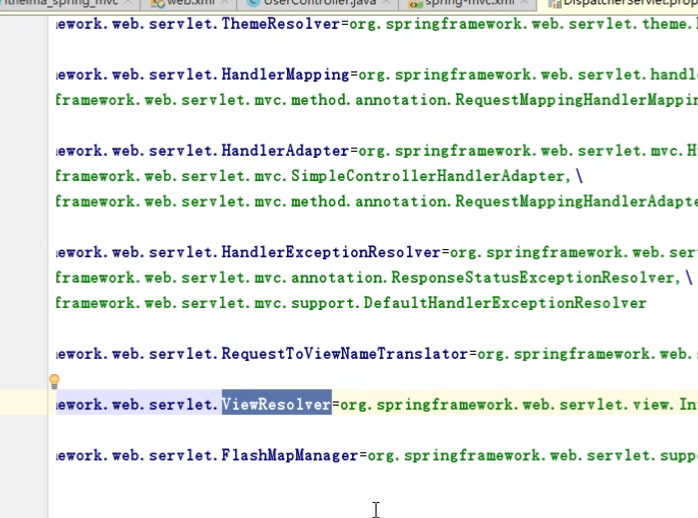 itheima_spring_mvc web.xml UserController.java spring-mvc.xml DispatcherServlet.prop
ework.web.servlet.ThemeResolver=org.springframework.web.servlet.theme.
ework.web.servlet.HandlerMapping=org.springframework.web.servlet.handl
framework.web.servlet.mvc.method.annotation.RequestMappingHandlerMappin
ework.web.servlet.HandlerAdapter=org.springframework.web.servlet.mvc.H
framework.web.servlet.mvc.SimpleControllerHandlerAdapter,\
framework.web.servlet.mvc.method.annotation.RequestMappingHandlerAdapte
ework.web.servlet.HandlerExceptionResolver=org.springframework.web.ser
framework.web.servlet.mvc.annotation.ResponseStatusExceptionResolver,\
framework.web.servlet.mvc.support.DefaultHandlerExceptionResolver
ework.web.servlet.RequestToViewNameTranslator=org.springframework.web.
ework.web.servlet.ViewResolver=org.springframework.web.servlet.view.In
ework.web.servlet.FlashMapManager=org.springframework.web.servlet.supp